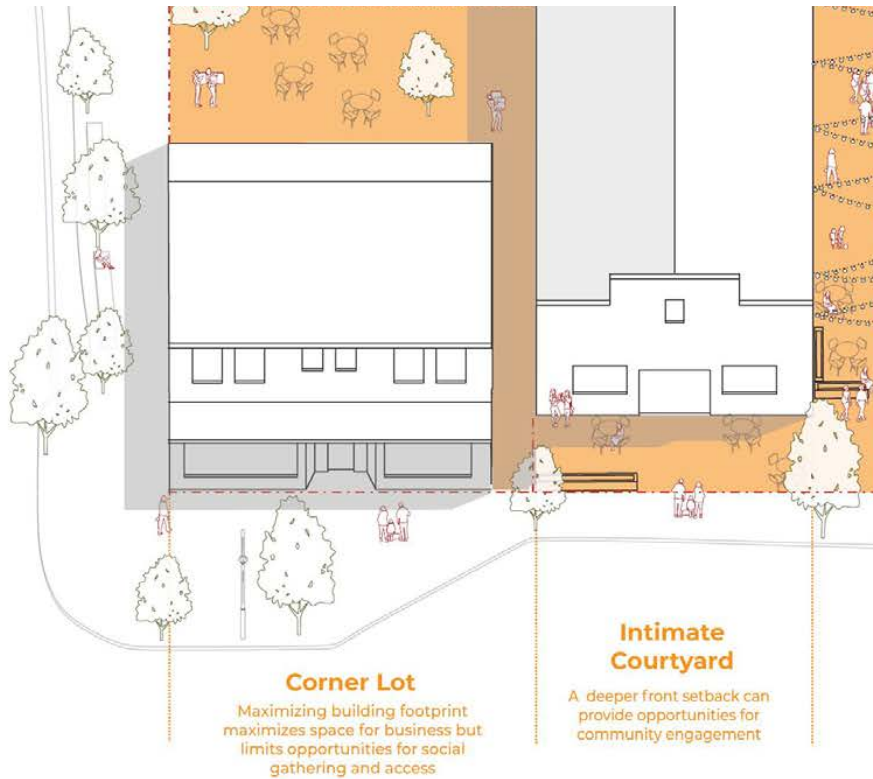 Corner Lot
Maximizing building footprint
maximizes space for business but
limits opportunities for social
gathering and access
Intimate
Courtyard
A deeper front setback can
provide opportunities for
community engagement